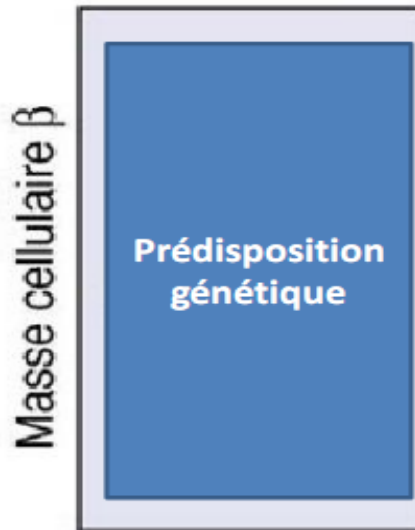 Masse cellulaire β
Prédisposition
génétique